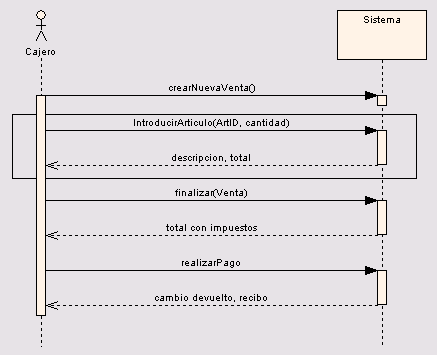 Cajero
Sistema
crearNuevaVenta()
IntroducirArticulo(ArtID, cantidad)
descripcion, total
finalizar(Venta)
total con impuestos
realizarPago
cambio devuelto, recibo